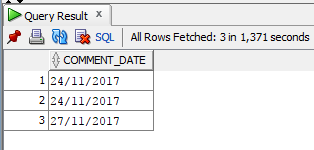 Query Result x
SQL | All Rows Fetched: 3 in 1,371 seconds
COMMENT_DATE
1 24/11/2017
2 24/11/2017
3 27/11/2017